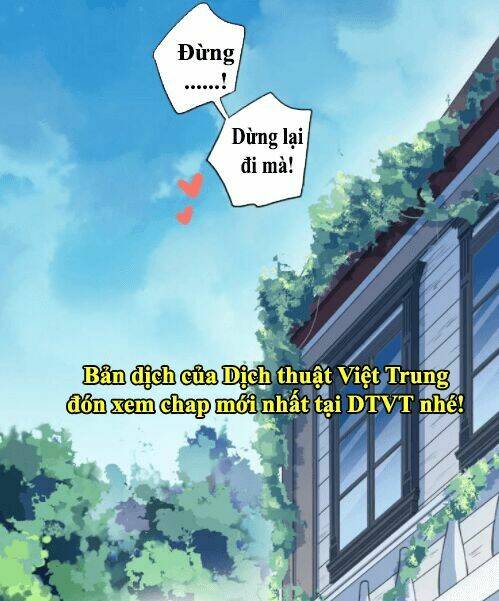 Đừng
......!
Dừng lại
đi mà!
Bản dịch của Dịch thuật Việt Trung
đón xem chap mới nhất tại DTVT nhé!